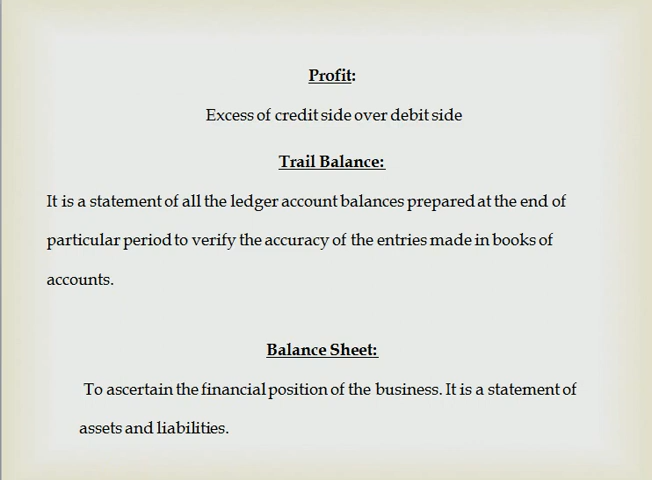 Profit:
Excess of credit side over debit side
Trail Balance:
It is a statement of all the ledger account balances prepared at the end of
particular period to verify the accuracy of the entries made in books of
accounts.
Balance Sheet:
To ascertain the financial position of the business. It is a statement of
assets and liabilities.